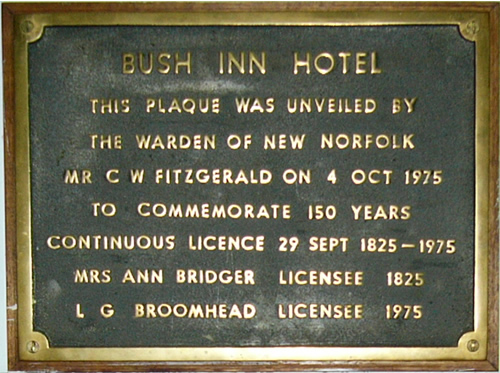 BUSH INN HOTEL
THIS PLAQUE WAS UNVEILED BY
THE WARDEN OF NEW NORFOLK
MR C W FITZGERALD ON 4 OCT 1975
TO COMMEMORATE 150 YEARS
CONTINUOUS LICENCE 29 SEPT 1825-1975
MRS ANN BRIDGER LICENSEE 1825
L G BROOMHEAD LICENSEE 1975